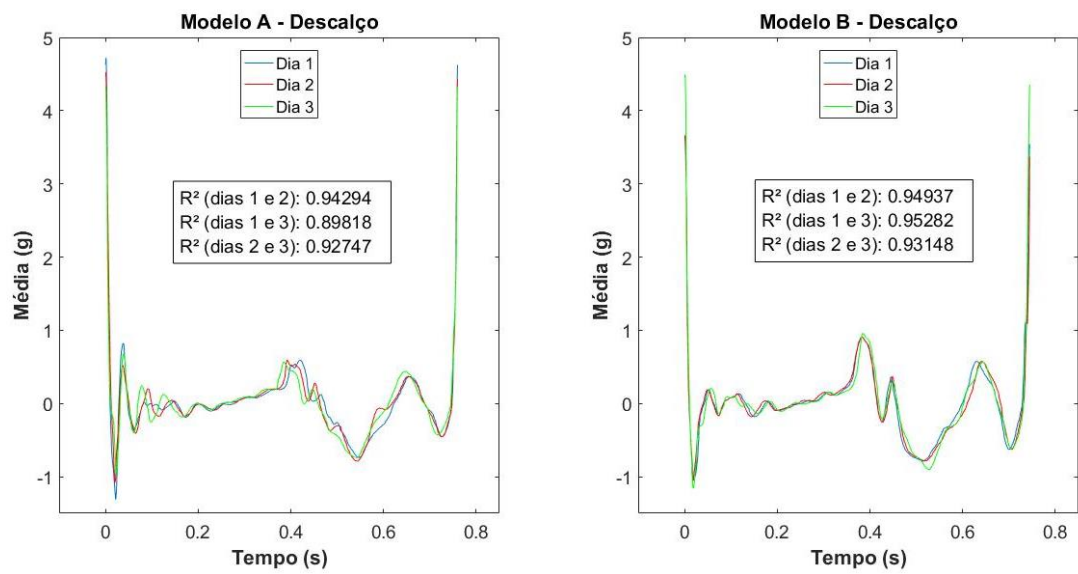 Modelo A - Descalço
Dia 1
Dia 2
Dia 3
R² (dias 1 e 2): 0.94294
R² (dias 1 e 3): 0.89818
R² (dias 2 e 3): 0.92747
Média (g)
5
4
3
2
1
0
-1
0
0.2
0.4
0.6
0.8
Tempo (s)
Modelo B - Descalço
Dia 1
Dia 2
Dia 3
R² (dias 1 e 2): 0.94937
R² (dias 1 e 3): 0.95282
R² (dias 2 e 3): 0.93148
Média (g)
5
4
3
2
1
0
-1
0
0.2
0.4
0.6
0.8
Tempo (s)